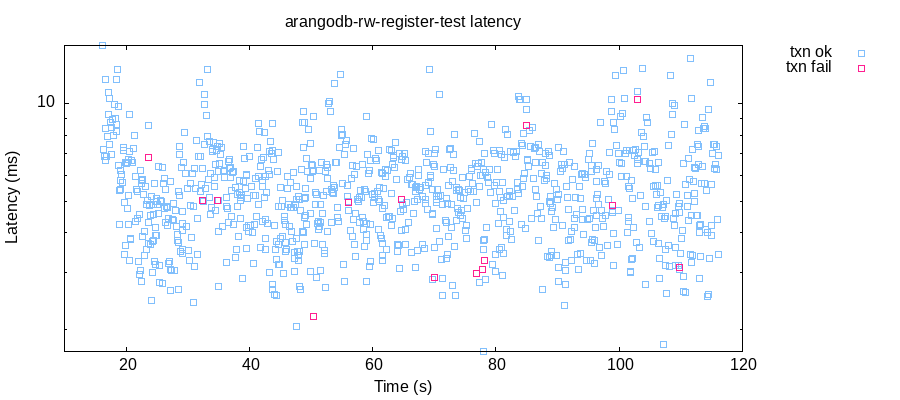 arangodb-rw-register-test latency
txn ok
txn fail
10
Latency (ms)
20 40 60 80 100 120
Time (s)